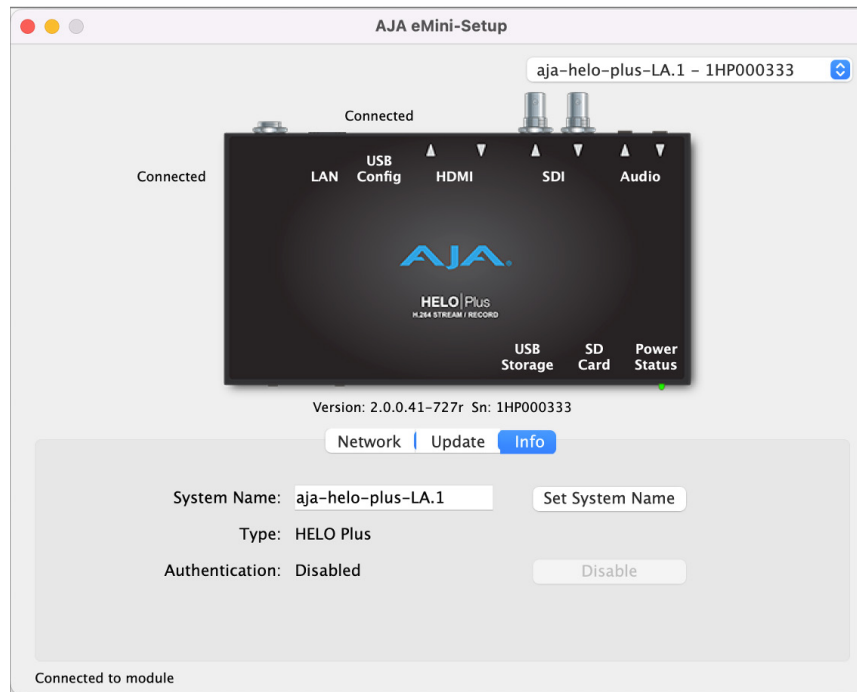 AJA eMini-Setup
aja-helo-plus-LA.1 – 1HP000333
Connected
Connected
LAN
USB
Config
HDMI
SDI
Audio
AJA
HELO|Plus
H.264 STREAM / RECORD
USB
Storage
SD
Card
Power
Status
Version: 2.0.0.41-727r Sn: 1HP000333
Network Update Info
System Name: aja-helo-plus-LA.1 Set System Name
Type: HELO Plus
Authentication: Disabled Disable
Connected to module